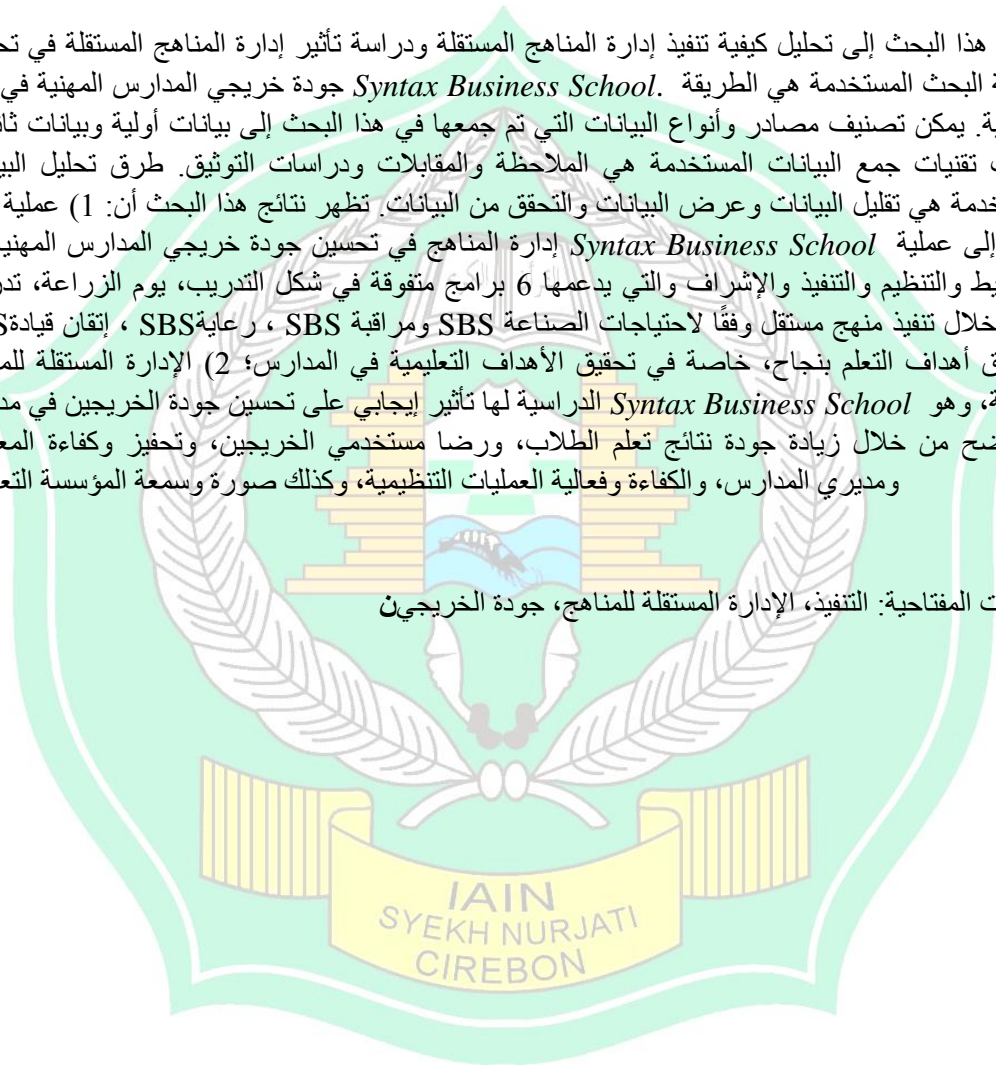 هذا البحث إلى تحليل كيفية تنفيذ إدارة المناهج المستقلة ودراسة تأثير إدارة المناهج المستقلة في تح
ة البحث المستخدمة هي الطريقة .Syntax Business School جودة خريجي المدارس المهنية في
ية. يمكن تصنيف مصادر وأنواع البيانات التي تم جمعها في هذا البحث إلى بيانات أولية وبيانات ثان
تقنيات جمع البيانات المستخدمة هي الملاحظة والمقابلات ودراسات التوثيق. طرق تحليل البي
خدمة هي تقليل البيانات وعرض البيانات والتحقق من البيانات. تظهر نتائج هذا البحث أن: 1) عملية
إلى عملية Syntax Business School إدارة المناهج في تحسين جودة خريجي المدارس المهني
يط والتنظيم والتنفيذ والإشراف والتي يدعمها 6 برامج متفوقة في شكل التدريب، يوم الزراعة، تدر
خلال تنفيذ منهج مستقل وفقًا لاحتياجات الصناعة SBS ومراقبة SBS ، رعايةSBS ، إتقان قيادةS
ق أهداف التعلم بنجاح، خاصة في تحقيق الأهداف التعليمية في المدارس؛ 2) الإدارة المستقلة للم
ة، وهو Syntax Business School الدراسية لها تأثير إيجابي على تحسين جودة الخريجين في مد
ضح من خلال زيادة جودة نتائج تعلم الطلاب، ورضا مستخدمي الخريجين، وتحفيز وكفاءة المع
ومديري المدارس، والكفاءة وفعالية العمليات التنظيمية، وكذلك صورة وسمعة المؤسسة التع
ت المفتاحية: التنفيذ، الإدارة المستقلة للمناهج، جودة الخريجين
IAIN
SYEKH NURJATI
CIREBON